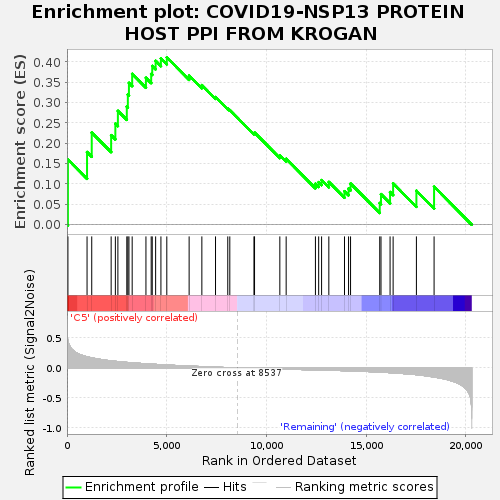 Enrichment plot: COVID19-NSP13 PROTEIN
HOST PPI FROM KROGAN
Enrichment score (ES)
0.40
0.35
0.30
0.25
0.20
0.15
0.10
0.05
0.00
'C5' (positively correlated)
Ranked list metric (Signal2Noise)
0.5
0.0
-0.5
-1.0
Zero cross at 8537
'Remaining' (negatively correlated)
0
5,000
10,000
15,000
20,000
Rank in Ordered Dataset
Enrichment profile
Hits
Ranking metric scores